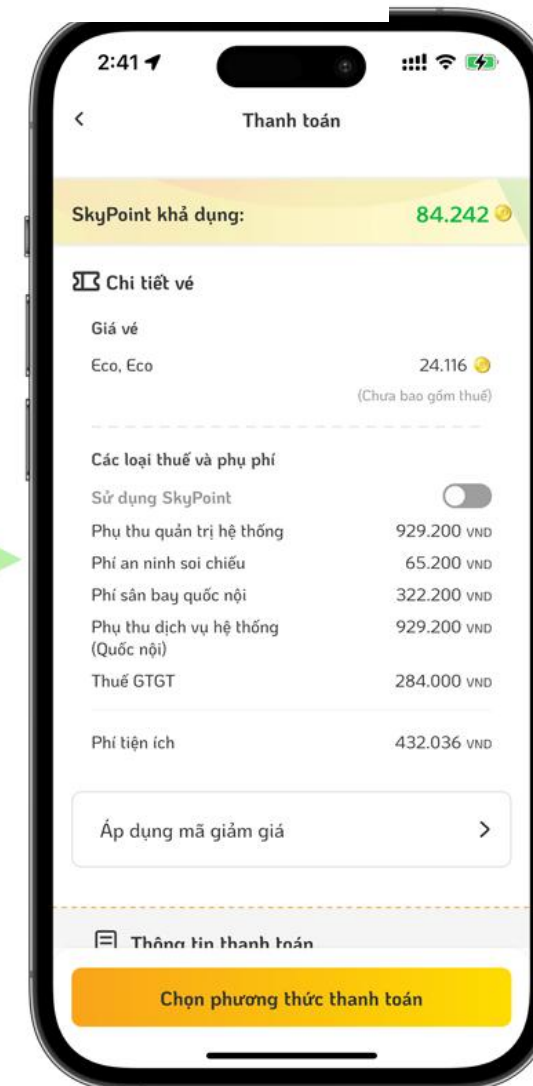 2:41
Thanh toán
SkyPoint khả dụng: 84.242
Chi tiết vé
Giá vé
Eco, Eco 24.116
(Chưa bao gồm thuế)
Các loại thuế và phụ phí
Sử dụng SkyPoint
Phụ thu quản trị hệ thống 929.200 VND
Phí an ninh soi chiếu 65.200 VND
Phí sân bay quốc nội 322.200 VND
Phụ thu dịch vụ hệ thống 929.200 VND
(Quốc nội)
Thuế GTGT 284.000 VND
Phí tiện ích 432.036 VND
Áp dụng mã giảm giá
Thông tin thanh toán
Chọn phương thức thanh toán